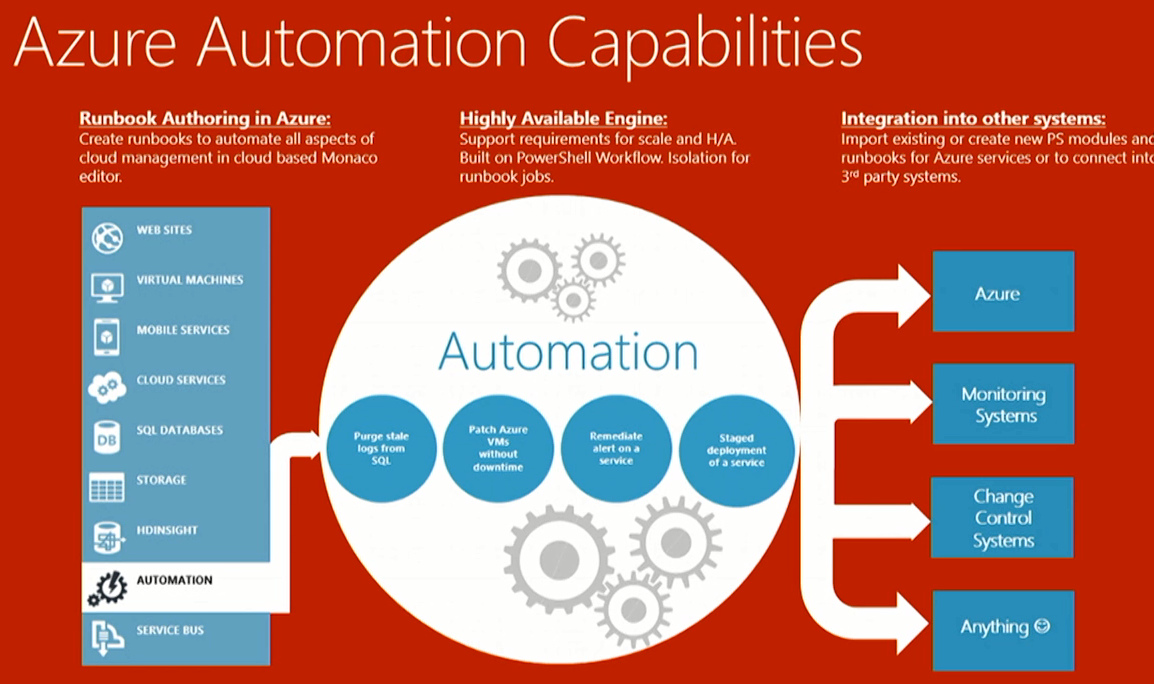 Azure Automation Capabilities
Runbook Authoring in Azure:
Create runbooks to automate all aspects of
cloud management in cloud based Monaco
editor.
Highly Available Engine:
Support requirements for scale and H/A.
Built on PowerShell Workflow. Isolation for
runbook jobs.
Integration into other systems:
Import existing or create new PS modules and
runbooks for Azure services or to connect into
3rd party systems.
WEB SITES
VIRTUAL MACHINES
MOBILE SERVICES
CLOUD SERVICES
DB
SQL DATABASES
STORAGE
HDINSIGHT
AUTOMATION
SERVICE BUS
Automation
Purge stale
logs from
SQL
Patch Azure
VMs
without
downtime
Remediate
alert on a
service
Staged
deployment
of a service
Azure
Monitoring
Systems
Change
Control
Systems
Anything ☺